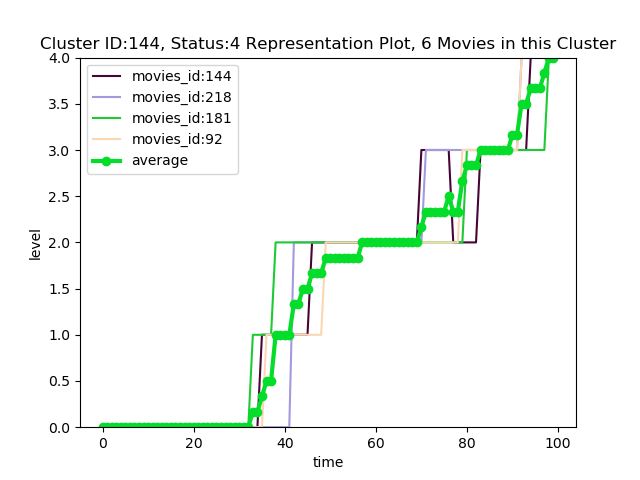 Cluster ID:144, Status:4 Representation Plot, 6 Movies in this Cluster
movies_id:144
movies_id:218
movies_id:181
movies_id:92
average
4.0
3.5
3.0
2.5
2.0
1.5
1.0
0.5
0.0
level
0 20 40 60 80 100
time